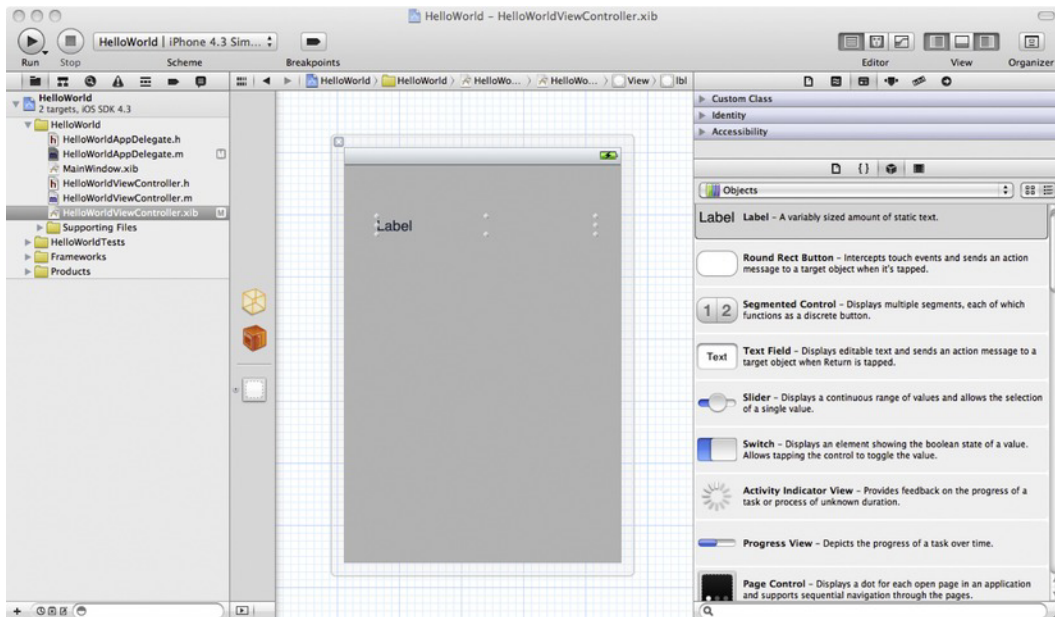 HelloWorld - HelloWorldViewController.xib
HelloWorld | iPhone 4.3 Sim...
Run Stop Scheme Breakpoints Editor View Organizer
HelloWorld HelloWorld HelloWo... HelloWo... View lbl
HelloWorld
2 targets, iOS SDK 4.3
HelloWorld
HelloWorldAppDelegate.h
HelloWorldAppDelegate.m ?
MainWindow.xib
HelloWorldViewController.h
HelloWorldViewController.m
HelloWorldViewController.xib M
Supporting Files
HelloWorldTests
Frameworks
Products
Label
Custom Class
Identity
Accessibility
{}
Objects
Label Label - A variably sized amount of static text.
Round Rect Button - Intercepts touch events and sends an action
message to a target object when it's tapped.
1 2 Segmented Control - Displays multiple segments, each of which
functions as a discrete button.
Text Text Field - Displays editable text and sends an action message to a
target object when Return is tapped.
Slider - Displays a continuous range of values and allows the selection
of a single value.
Switch - Displays an element showing the boolean state of a value.
Allows tapping the control to toggle the value.
Activity Indicator View - Provides feedback on the progress of a
task or process of unknown duration.
Progress View - Depicts the progress of a task over time.
Page Control - Displays a dot for each open page in an application
and supports sequential navigation through the pages.